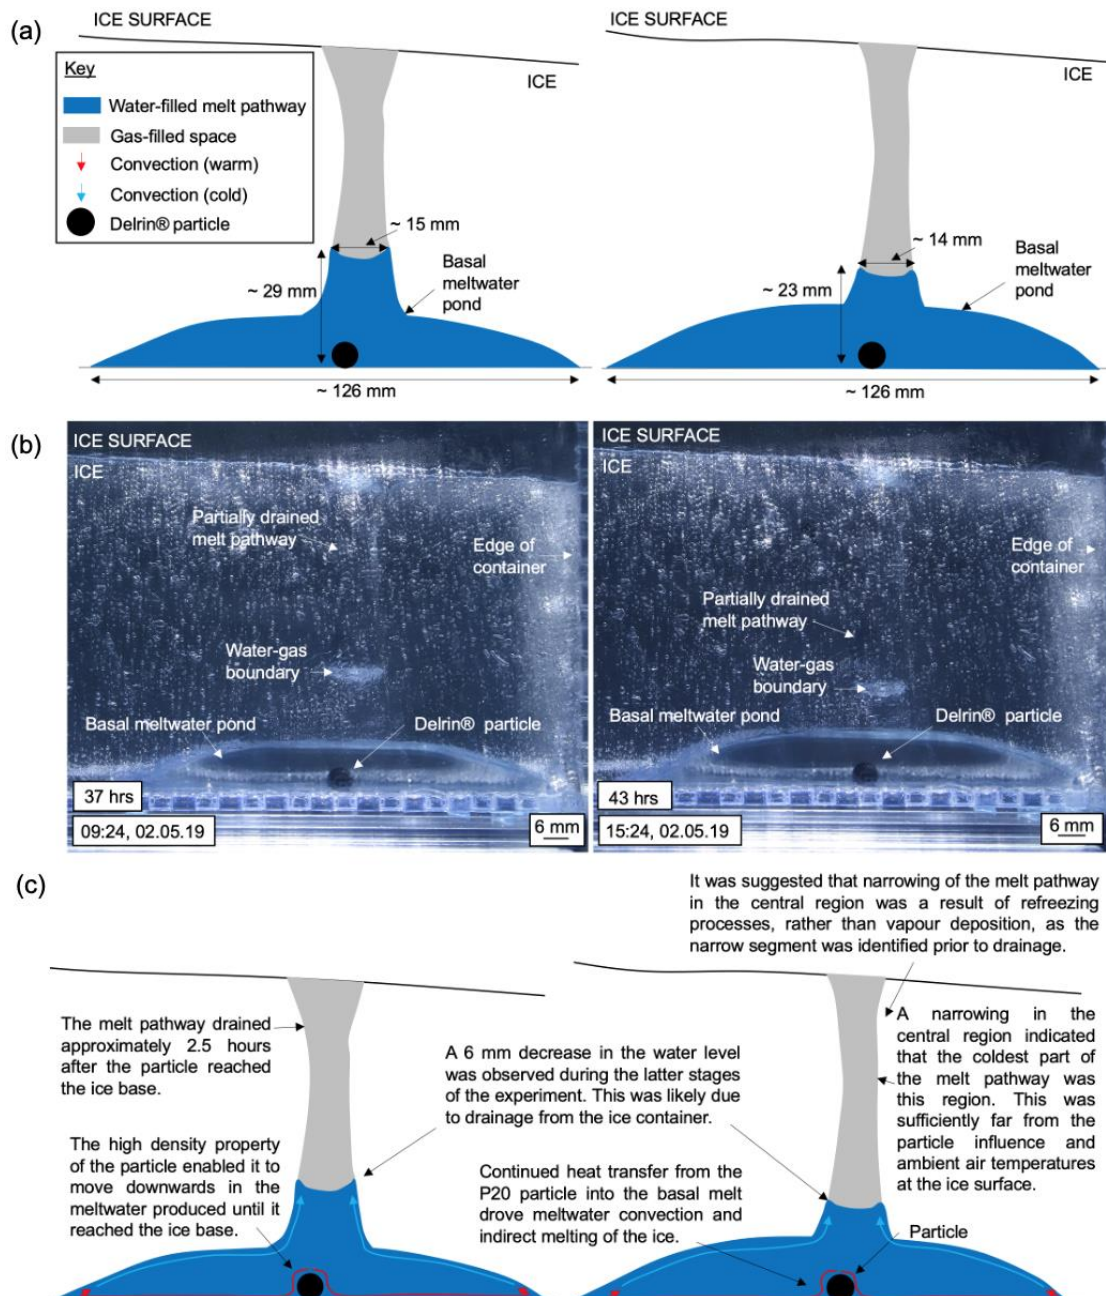 (a)
ICE SURFACE
ICE SURFACE
Key
Water-filled melt pathway
Gas-filled space
Convection (warm)
Convection (cold)
Delrin® particle
ICE
~ 15 mm
~ 29 mm
Basal
meltwater
pond
~ 126 mm
ICE
~ 14 mm
~ 23 mm
Basal
meltwater
pond
~ 126 mm
(b)
ICE SURFACE
ICE
Partially drained
melt pathway
Edge of
container
Water-gas
boundary
Basal meltwater pond
Delrin® particle
37 hrs
09:24, 02.05.19
6 mm
ICE SURFACE
ICE
Edge of
container
Partially drained
melt pathway
Water-gas
boundary
Basal meltwater pond
Delrin® particle
43 hrs
15:24, 02.05.19
6 mm
(c)
It was suggested that narrowing of the melt pathway
in the central region was a result of refreezing
processes, rather than vapour deposition, as the
narrow segment was identified prior to drainage.
The melt pathway drained
approximately 2.5 hours
after the particle reached
the ice base.
The high density property
of the particle enabled it to
move downwards in the
meltwater produced until it
reached the ice base.
A 6 mm decrease in the water level
was observed during the latter stages
of the experiment. This was likely due
to drainage from the ice container.
Continued heat transfer from the
P20 particle into the basal melt
drove meltwater convection and
indirect melting of the ice.
A narrowing in the
central region indicated
that the coldest part of
the melt pathway was
this region. This was
sufficiently far from the
particle influence and
ambient air temperatures
at the ice surface.
Particle